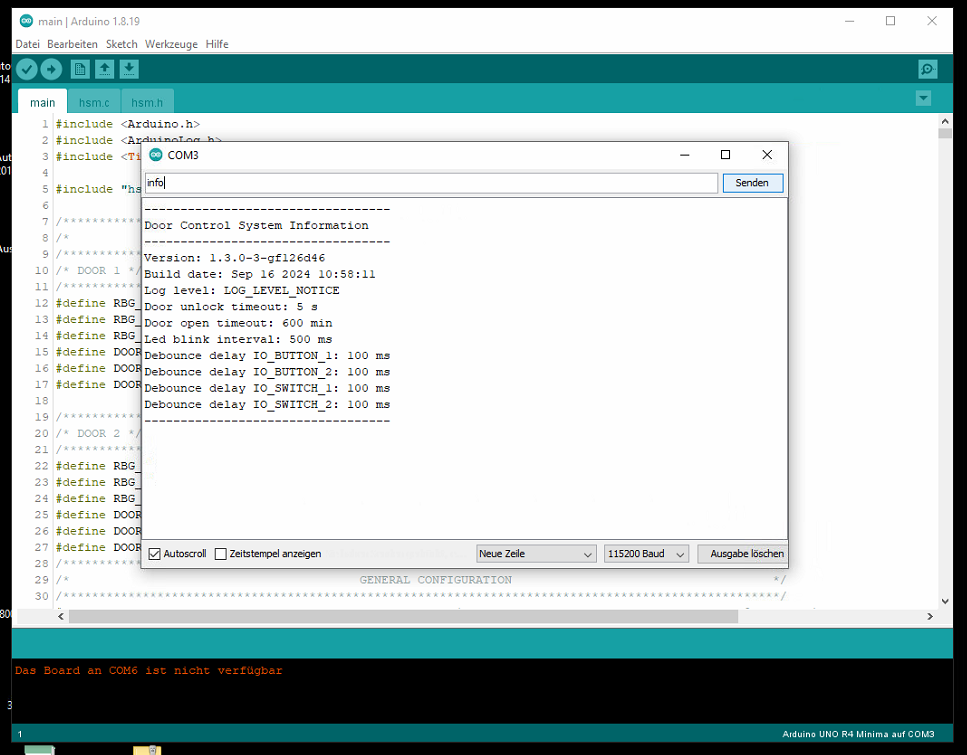 main | Arduino 1.8.19
Datei Bearbeiten Sketch Werkzeuge Hilfe
main hsm.c hsm.h
1 #include <Arduino.h>
2 #include <ArduinoLog.h>
3 #include <Ti
4
5 #include "hs
6
7 /************
8 /*
9 /************
10 /* DOOR 1 */
11 /************
12 #define RBG_
13 #define RBG_
14 #define RBG_
15 #define DOOR
16 #define DOOR
17 #define DOOR
18
19 /************
20 /* DOOR 2 */
21 /************
22 #define RBG_
23 #define RBG_
24 #define RBG_
25 #define DOOR
26 #define DOOR
27 #define DOOR
28 /************
29 /* GENERAL CONFIGURATION */
30 /****************************************************************************************************/
COM3
info
Senden
----------------------------------
Door Control System Information
----------------------------------
Version: 1.3.0-3-gf126d46
Build date: Sep 16 2024 10:58:11
Log level: LOG_LEVEL_NOTICE
Door unlock timeout: 5 s
Door open timeout: 600 min
Led blink interval: 500 ms
Debounce delay IO_BUTTON_1: 100 ms
Debounce delay IO_BUTTON_2: 100 ms
Debounce delay IO_SWITCH_1: 100 ms
Debounce delay IO_SWITCH_2: 100 ms
----------------------------------
Autoscroll Zeitstempel anzeigen Neue Zeile 115200 Baud Ausgabe löschen
Das Board an COM6 ist nicht verfügbar
1 Arduino UNO R4 Minima auf COM3